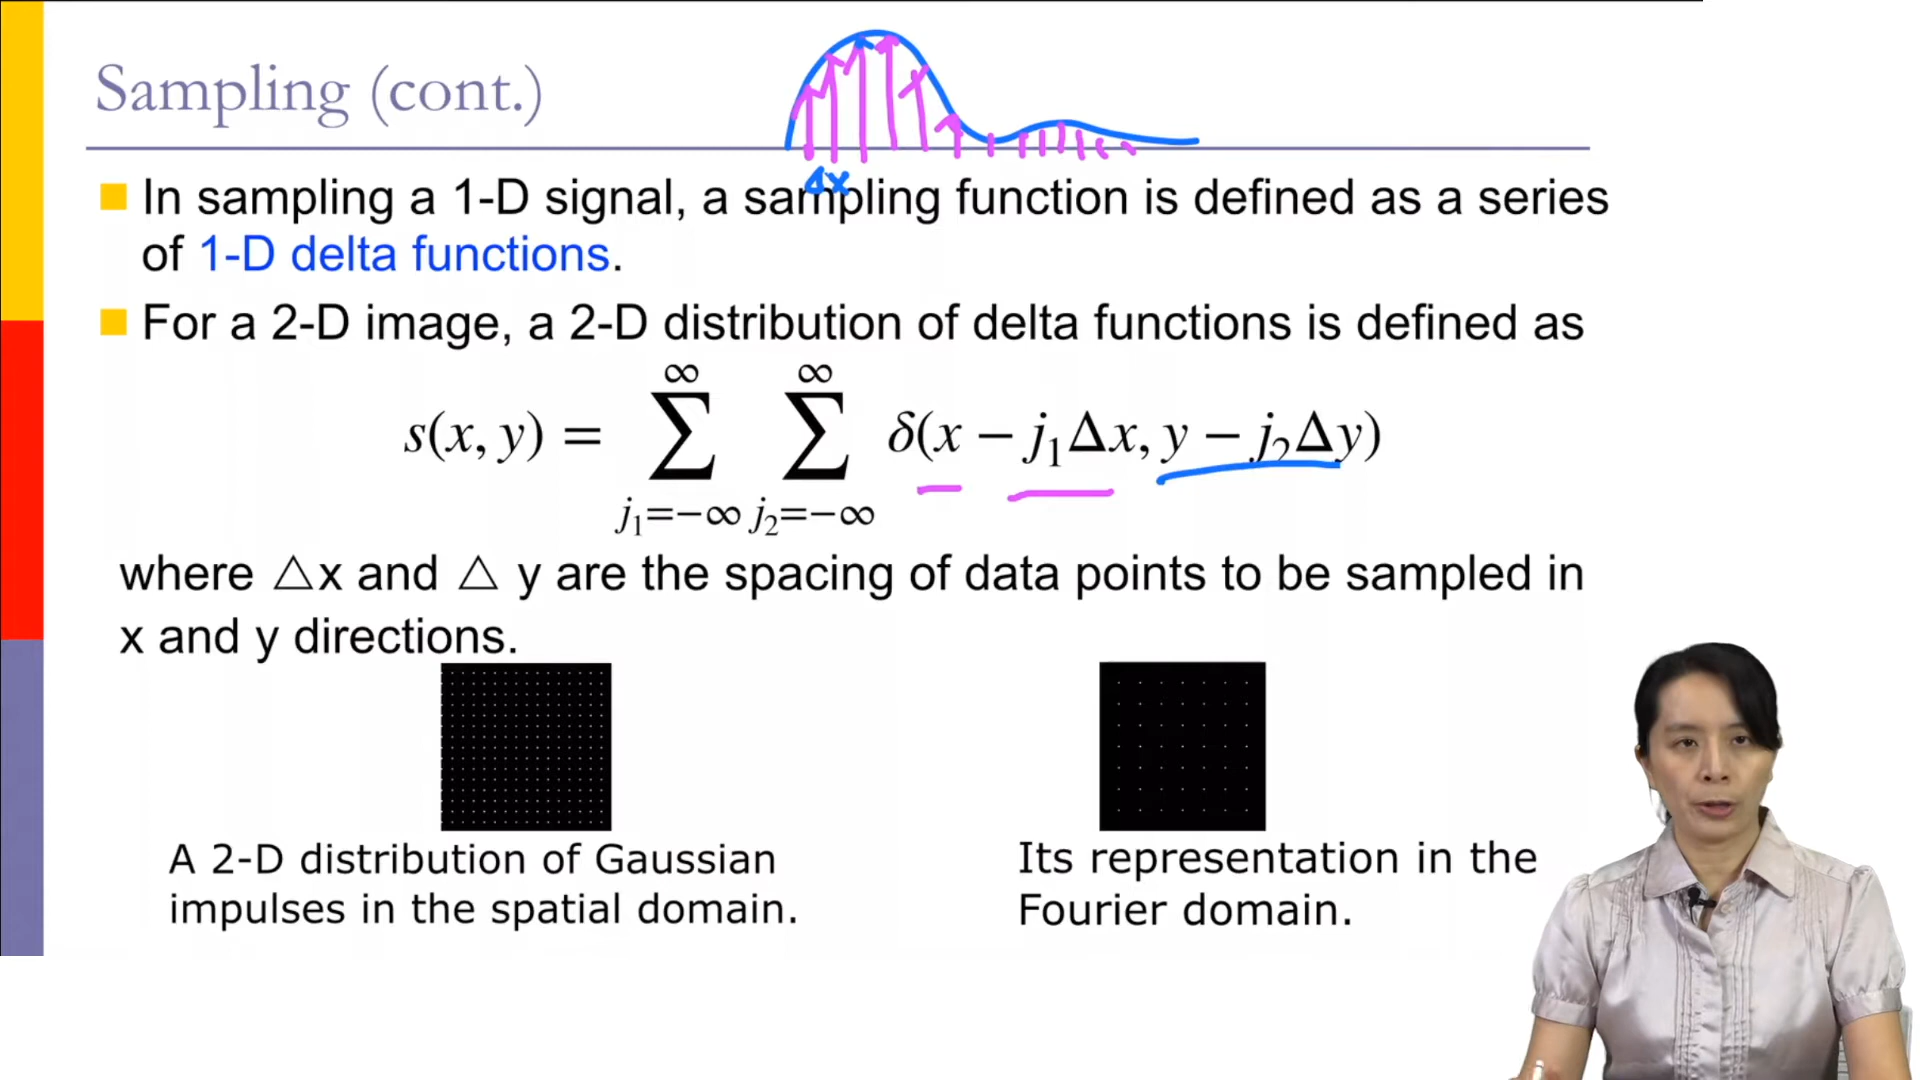 Sampling (cont.)
Δx
In sampling a 1-D signal, a sampling function is defined as a series
of 1-D delta functions.
For a 2-D image, a 2-D distribution of delta functions is defined as
s(x, y) = ∑_{j₁=−∞}^{∞} ∑_{j₂=−∞}^{∞} δ(x − j₁Δx, y − j₂Δy)
where △x and △ y are the spacing of data points to be sampled in
x and y directions.
A 2-D distribution of Gaussian
impulses in the spatial domain.
Its representation in the
Fourier domain.